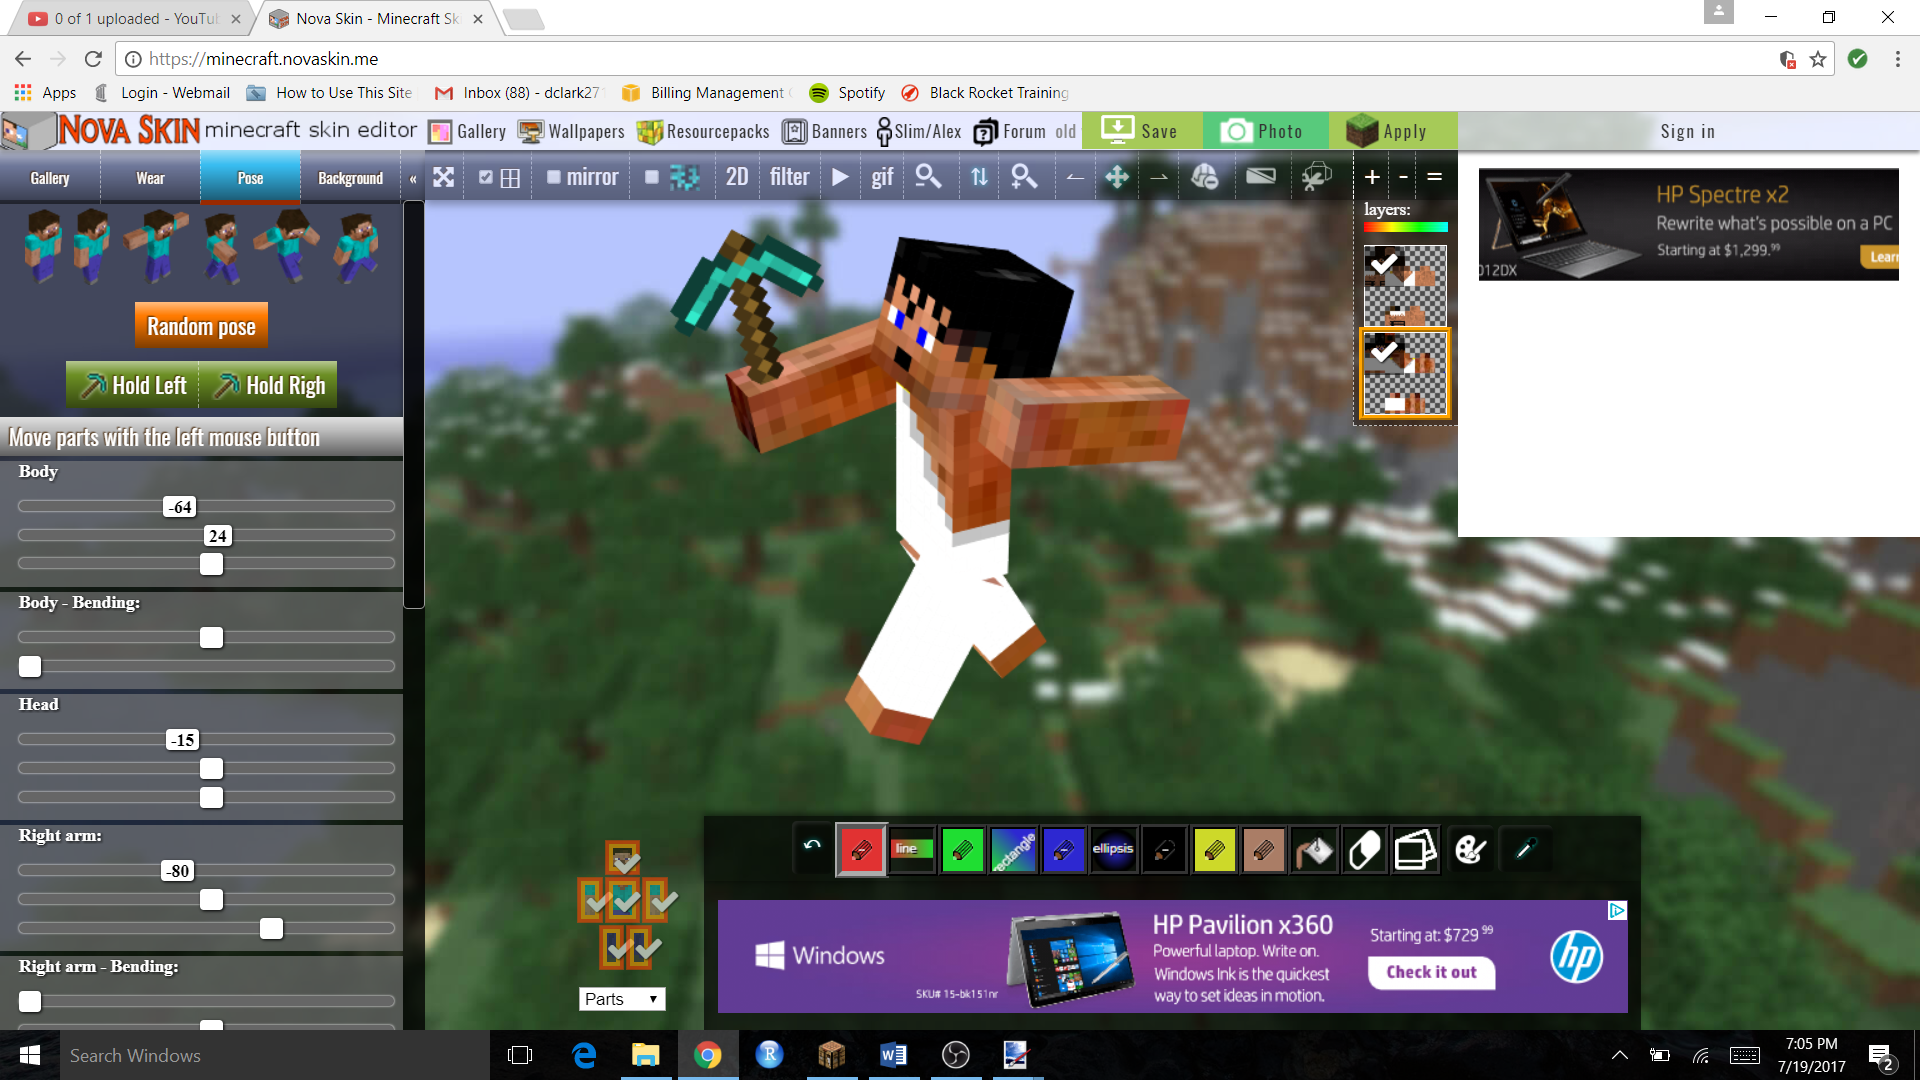 0 of 1 uploaded - YouTu
Nova Skin - Minecraft Sk
https://minecraft.novaskin.me
Apps
Login - Webmail
How to Use This Site
Inbox (88) - dclark27
Billing Management
Spotify
Black Rocket Training
NOVA SKIN minecraft skin editor
Gallery
Wallpapers
Resourcepacks
Banners
Slim/Alex
Forum
old
Save
Photo
Apply
Sign in
Gallery
Wear
Pose
Background
«
mirror
2D
filter
gif
+
-
=
layers:
HP Spectre x2
Rewrite what's possible on a PC
Starting at $1,299.99
012DX
Lear
Random pose
Hold Left
Hold Righ
Move parts with the left mouse button
Body
-64
24
Body - Bending:
Head
-15
Right arm:
-80
Right arm - Bending:
Parts
line
rectangle
ellipsis
Windows
SKU# 15-bk151nr
HP Pavilion x360
Powerful laptop. Write on.
Windows Ink is the quickest
way to set ideas in motion.
Starting at: $729 99
Check it out
hp
Search Windows
7:05 PM
7/19/2017
2